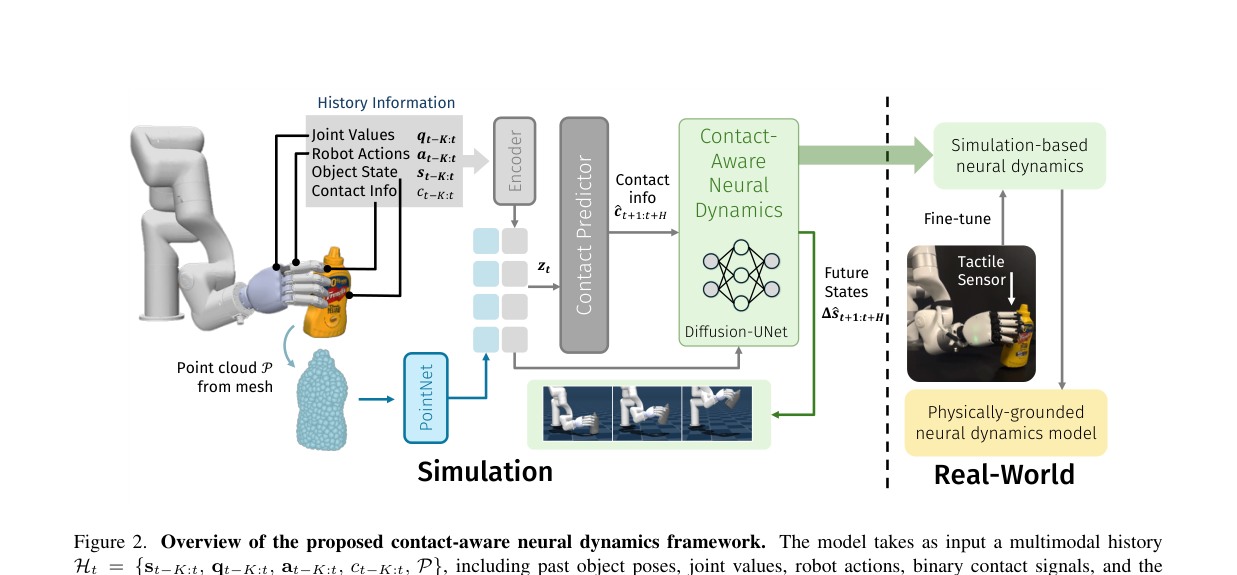 History Information
Joint Values q_{t−K:t}
Robot Actions a_{t−K:t}
Object State s_{t−K:t}
Contact Info c_{t−K:t}
Encoder
Point cloud 𝒫
from mesh
PointNet
z_t
Contact Predictor
Contact
info
ĉ_{t+1:t+H}
Contact-
Aware
Neural
Dynamics
Diffusion-UNet
Future
States
Δŝ_{t+1:t+H}
Simulation
Simulation-based
neural dynamics
Fine-tune
Tactile
Sensor
Physically-grounded
neural dynamics model
Real-World
Figure 2. Overview of the proposed contact-aware neural dynamics framework. The model takes as input a multimodal history
ℋ_t = {s_{t−K:t}, q_{t−K:t}, a_{t−K:t}, c_{t−K:t}, 𝒫}, including past object poses, joint values, robot actions, binary contact signals, and the